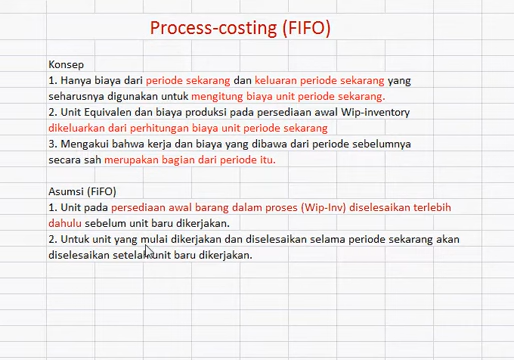 Process-costing (FIFO)
Konsep
1. Hanya biaya dari periode sekarang dan keluaran periode sekarang yang
seharusnya digunakan untuk mengitung biaya unit periode sekarang.
2. Unit Equivalen dan biaya produksi pada persediaan awal Wip-inventory
dikeluarkan dari perhitungan biaya unit periode sekarang
3. Mengakui bahwa kerja dan biaya yang dibawa dari periode sebelumnya
secara sah merupakan bagian dari periode itu.
Asumsi (FiFO)
1. Unit pada persediaan awal barang dalam proses (Wip-Inv) diselesaikan terlebih
dahulu sebelum unit baru dikerjakan.
2. Untuk unit yang mulai dikerjakan dan diselesaikan selama periode sekarang akan
diselesaikan setelah unit baru dikerjakan.